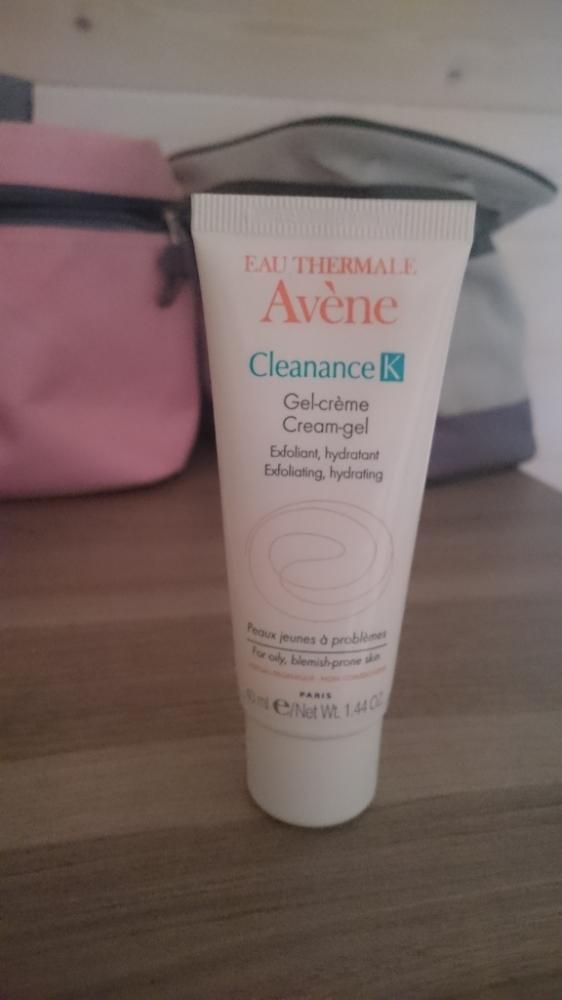 EAU THERMALE
Avène
Cleanance K
Gel-crème
Cream-gel
Exfoliant, hydratant
Exfoliating, hydrating
Peaux jeunes à problèmes
For oily, blemish-prone skin
PARIS
ml e/Net Wt. 1.44 OZ